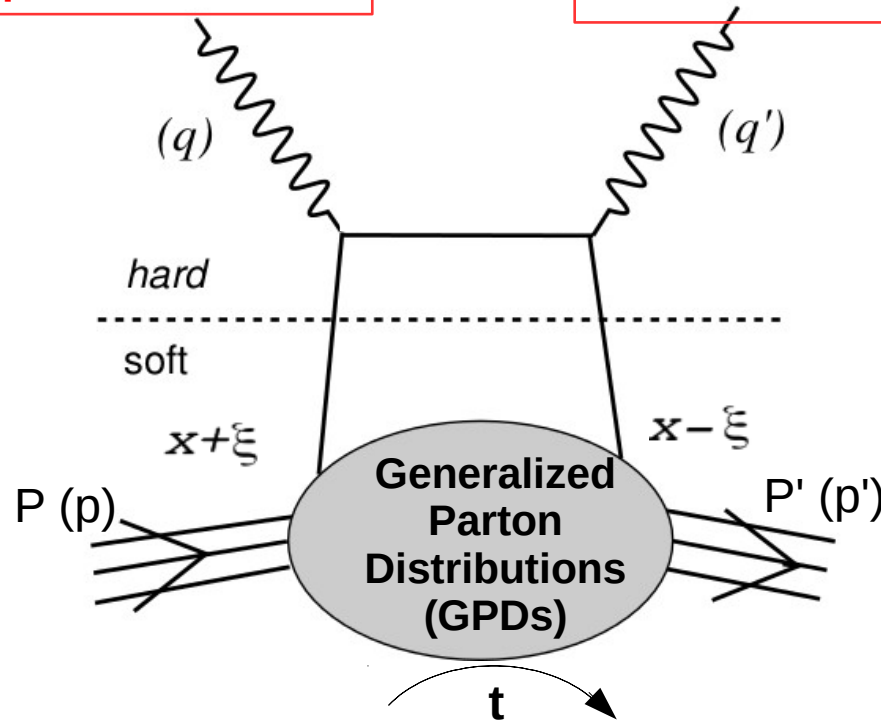 (q)
(q')
hard
soft
x+ξ
x−ξ
P (p)
P' (p')
Generalized
Parton
Distributions
(GPDs)
t